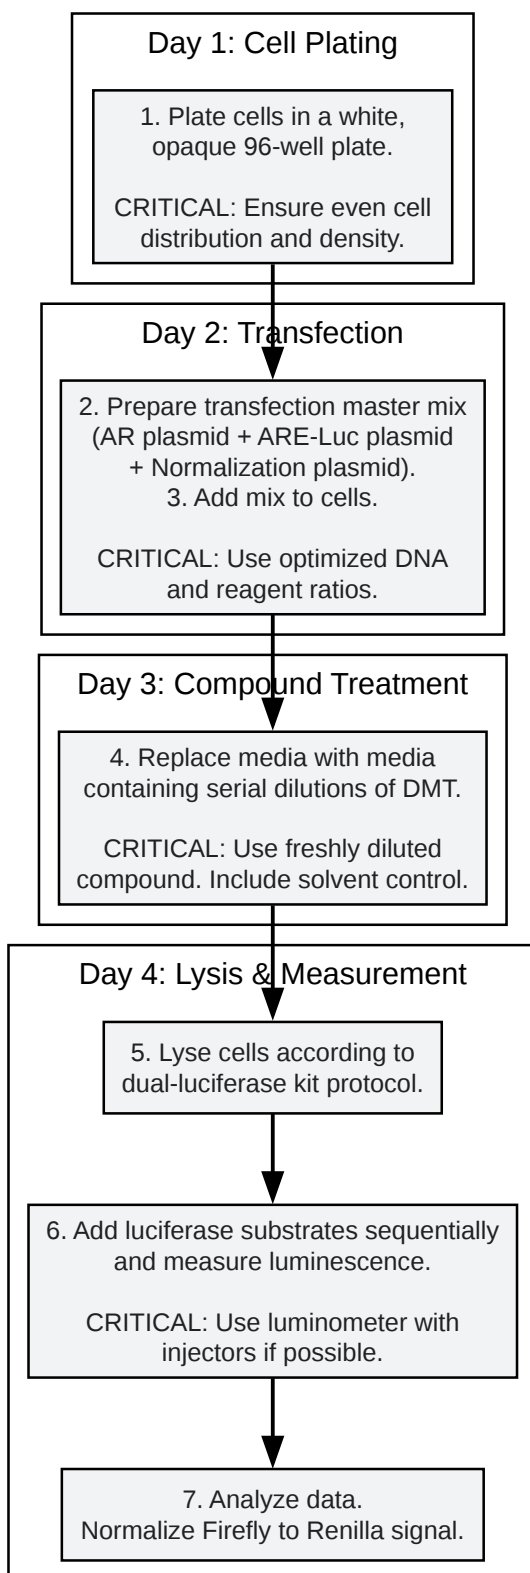 Day 1: Cell Plating
1. Plate cells in a white,
opaque 96-well plate.
CRITICAL: Ensure even cell
distribution and density.
Day 2: Transfection
2. Prepare transfection master mix
(AR plasmid + ARE-Luc plasmid
+ Normalization plasmid).
3. Add mix to cells.
CRITICAL: Use optimized DNA
and reagent ratios.
Day 3: Compound Treatment
4. Replace media with media
containing serial dilutions of DMT.
CRITICAL: Use freshly diluted
compound. Include solvent control.
Day 4: Lysis & Measurement
5. Lyse cells according to
dual-luciferase kit protocol.
6. Add luciferase substrates sequentially
and measure luminescence.
CRITICAL: Use luminometer with
injectors if possible.
7. Analyze data.
Normalize Firefly to Renilla signal.